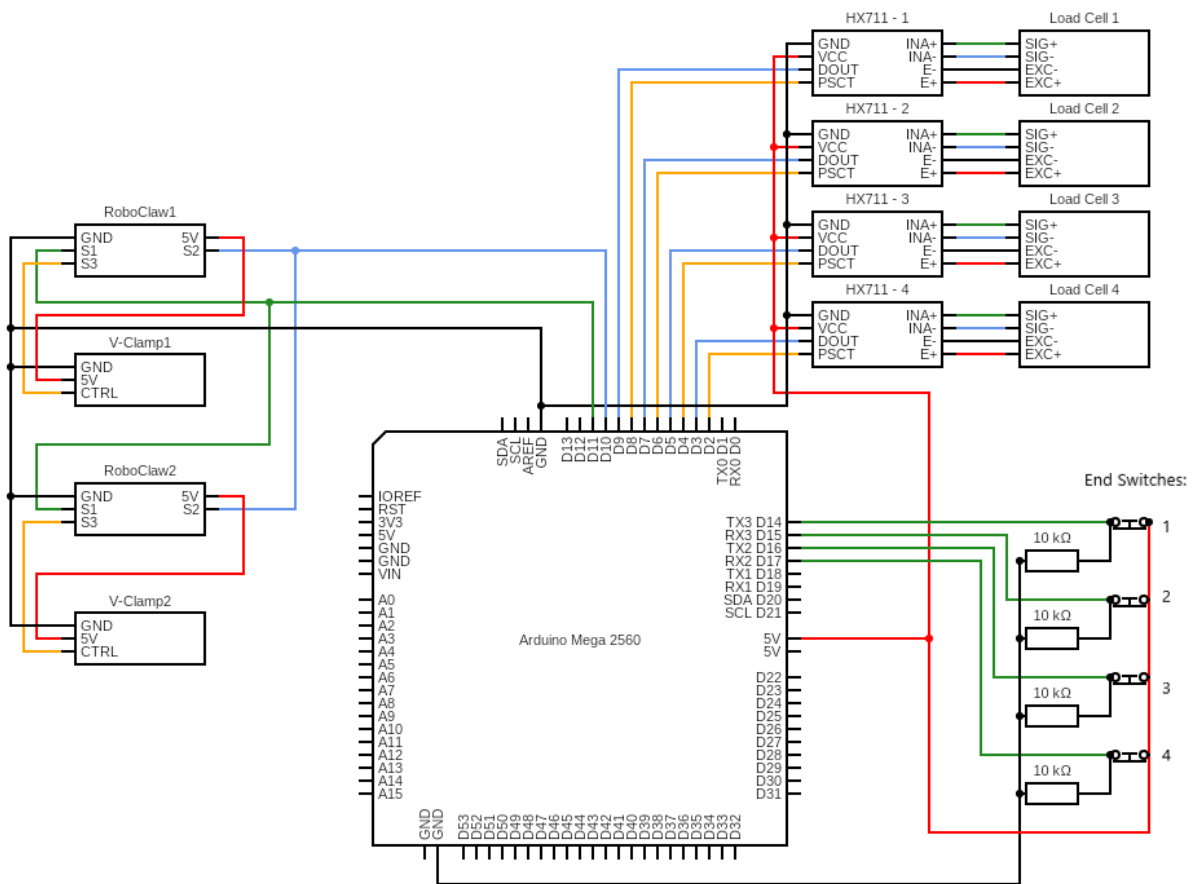 HX711 - 1
Load Cell 1
GND INA+ SIG+
VCC INA- SIG-
DOUT E- EXC-
PSCT E+ EXC+
HX711 - 2
Load Cell 2
GND INA+ SIG+
VCC INA- SIG-
DOUT E- EXC-
PSCT E+ EXC+
HX711 - 3
Load Cell 3
GND INA+ SIG+
VCC INA- SIG-
DOUT E- EXC-
PSCT E+ EXC+
HX711 - 4
Load Cell 4
GND INA+ SIG+
VCC INA- SIG-
DOUT E- EXC-
PSCT E+ EXC+
RoboClaw1
GND 5V
S1 S2
S3
V-Clamp1
GND
5V
CTRL
RoboClaw2
GND 5V
S1 S2
S3
V-Clamp2
GND
5V
CTRL
SDA
SCL
AREF
GND
D13
D12
D11
D10
D9
D8
D7
D6
D5
D4
D3
D2
TX0 D1
RX0 D0
IOREF
RST
3V3
5V
GND
GND
VIN
A0
A1
A2
A3
A4
A5
A6
A7
A8
A9
A10
A11
A12
A13
A14
A15
Arduino Mega 2560
TX3 D14
RX3 D15
TX2 D16
RX2 D17
TX1 D18
RX1 D19
SDA D20
SCL D21
5V
5V
D22
D23
D24
D25
D26
D27
D28
D29
D30
D31
GND
GND
D53
D52
D51
D50
D49
D48
D47
D46
D45
D44
D43
D42
D41
D40
D39
D38
D37
D36
D35
D34
D33
D32
End Switches:
1
10 kΩ
2
10 kΩ
3
10 kΩ
4
10 kΩ